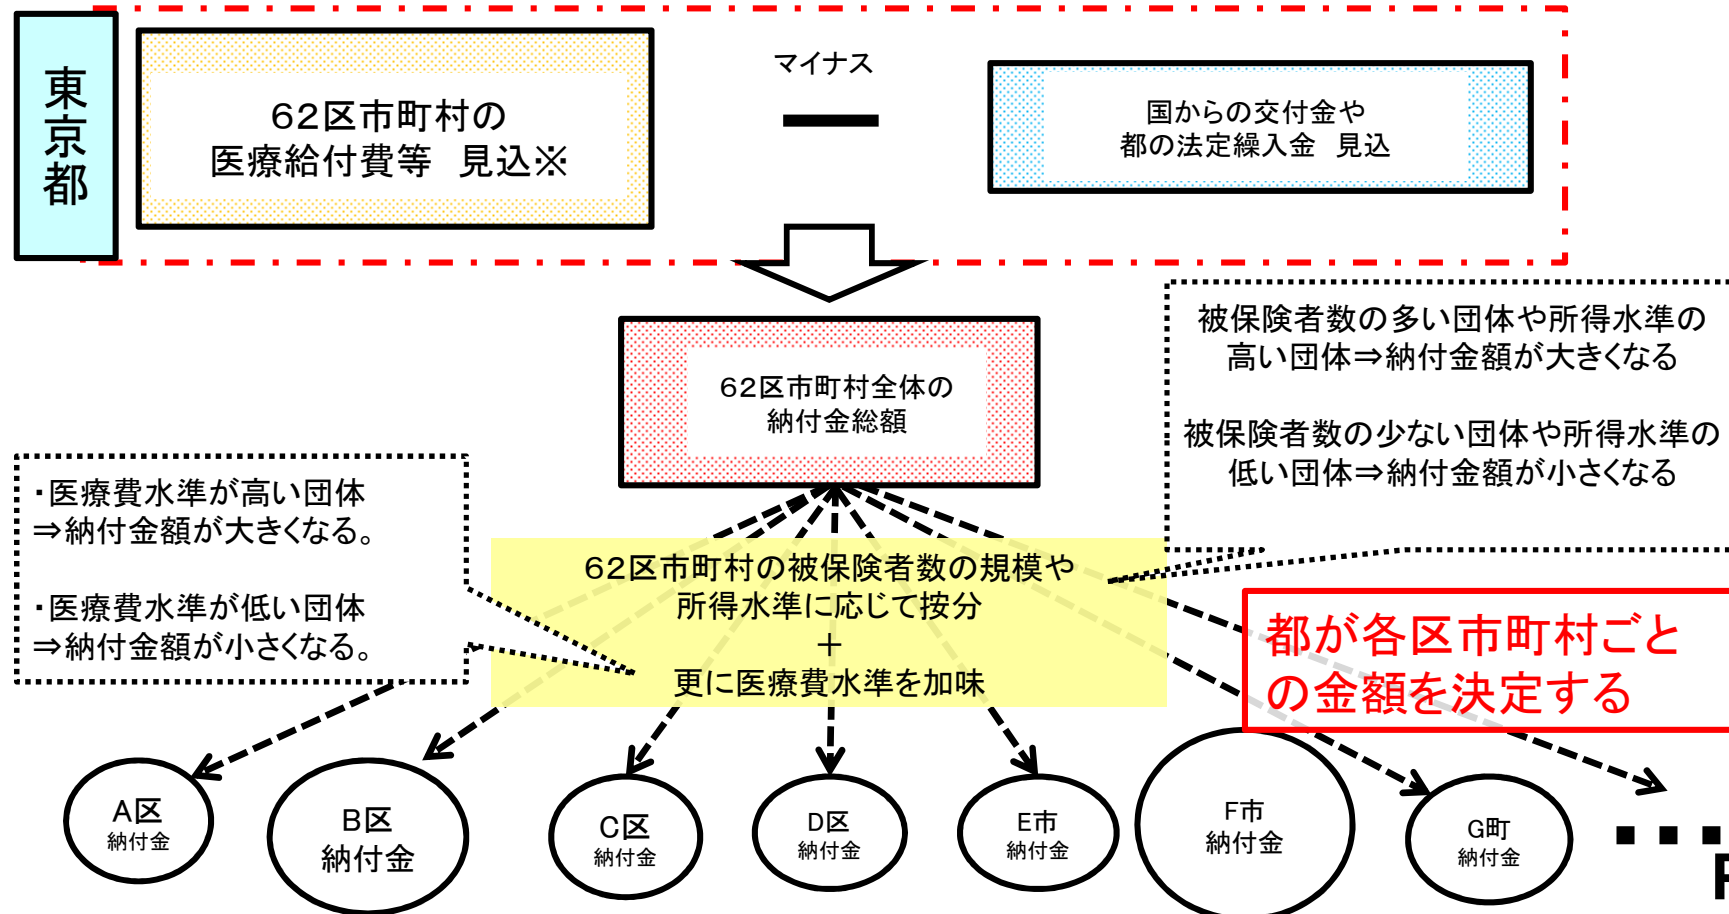 東京都
62区市町村の
医療給付費等　見込※
マイナス
国からの交付金や
都の法定繰入金　見込
62区市町村全体の
納付金総額
被保険者数の多い団体や所得水準の
高い団体⇒納付金額が大きくなる
被保険者数の少ない団体や所得水準の
低い団体⇒納付金額が小さくなる
・医療費水準が高い団体
⇒納付金額が大きくなる。
・医療費水準が低い団体
⇒納付金額が小さくなる。
62区市町村の被保険者数の規模や
所得水準に応じて按分
＋
更に医療費水準を加味
都が各区市町村ごと
の金額を決定する
A区
納付金
B区
納付金
C区
納付金
D区
納付金
E市
納付金
F市
納付金
G町
納付金